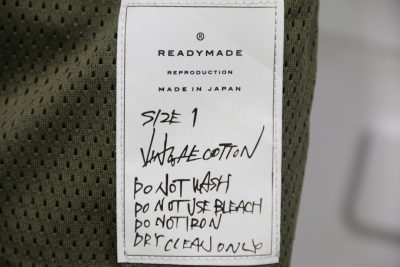 ®
READYMADE
REPRODUCTION
MADE IN JAPAN
SIZE 1
VINTAGE COTTON
DO NOT WASH
DO NOT USE BLEACH
DO NOT IRON
DRY CLEAN ONLY